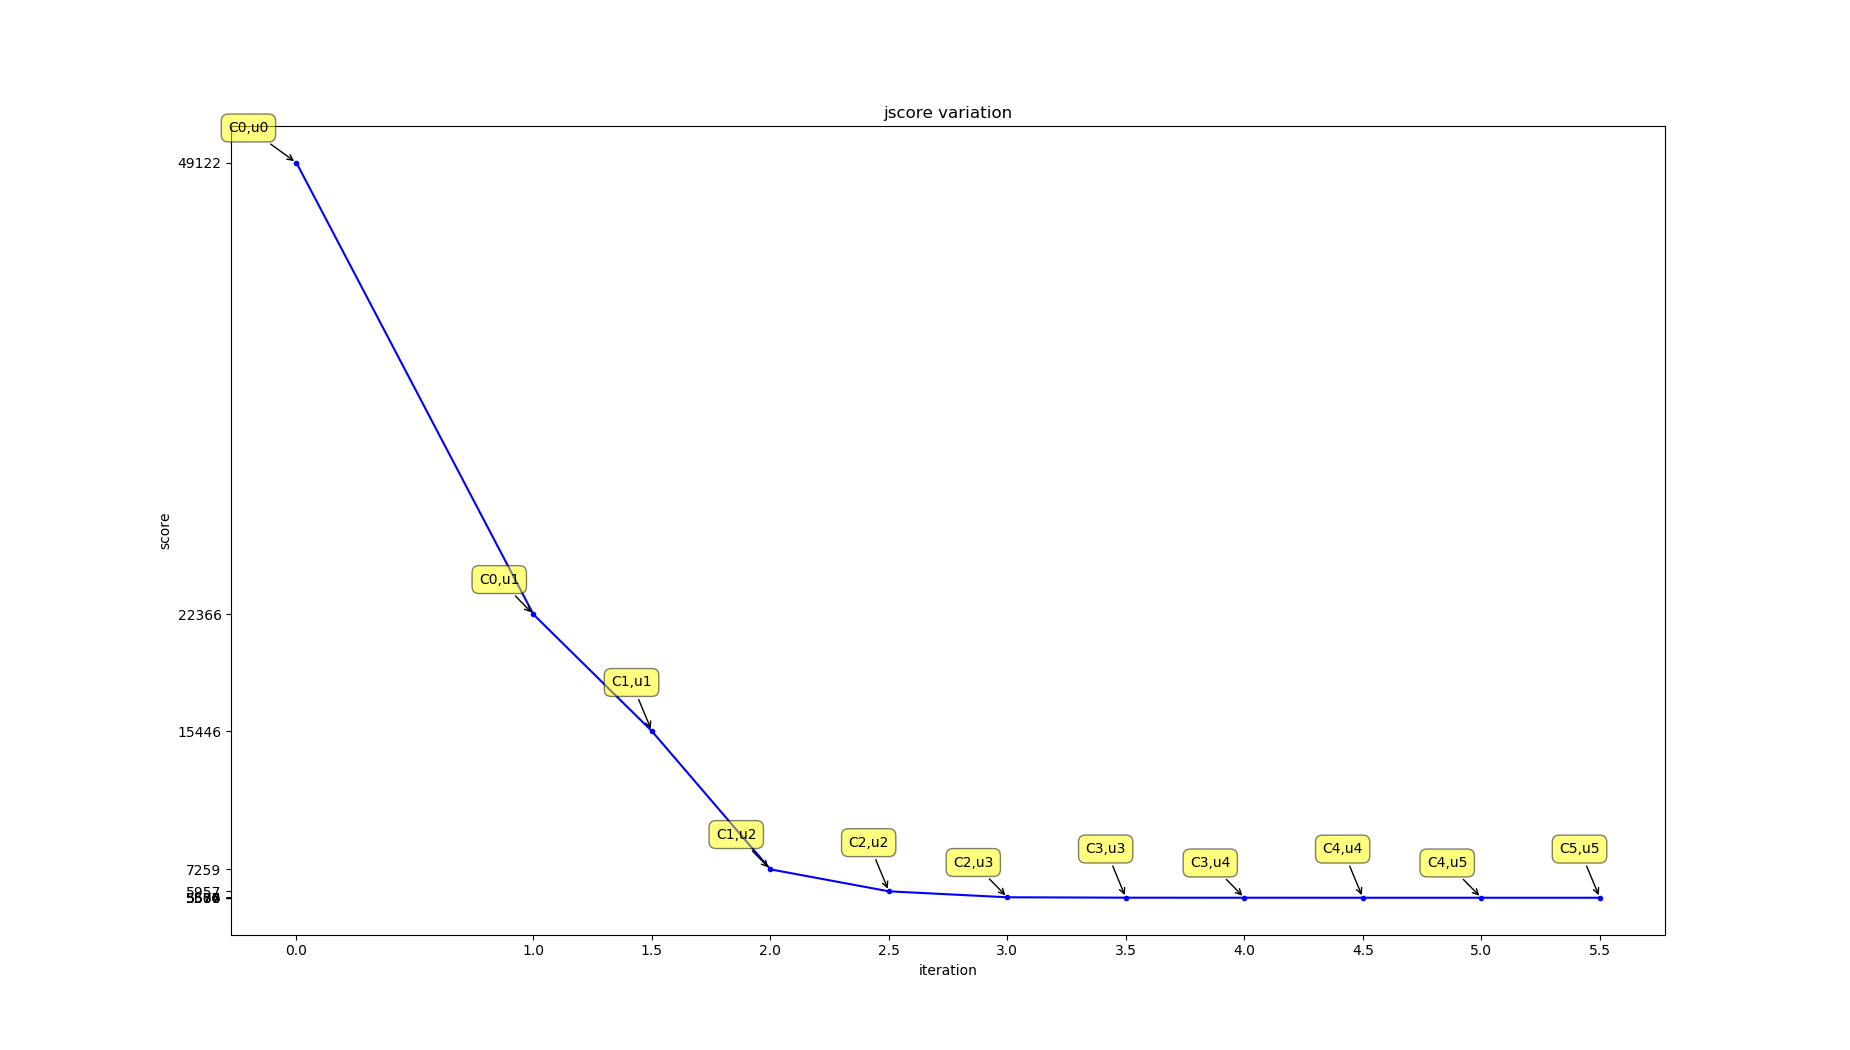 jscore variation
C0,u0
49122
score
C0,u1
22366
C1,u1
15446
C1,u2
C2,u2
C2,u3
C3,u3
C3,u4
C4,u4
C4,u5
C5,u5
7259
5957
0.0 1.0 1.5 2.0 2.5 3.0 3.5 4.0 4.5 5.0 5.5
iteration